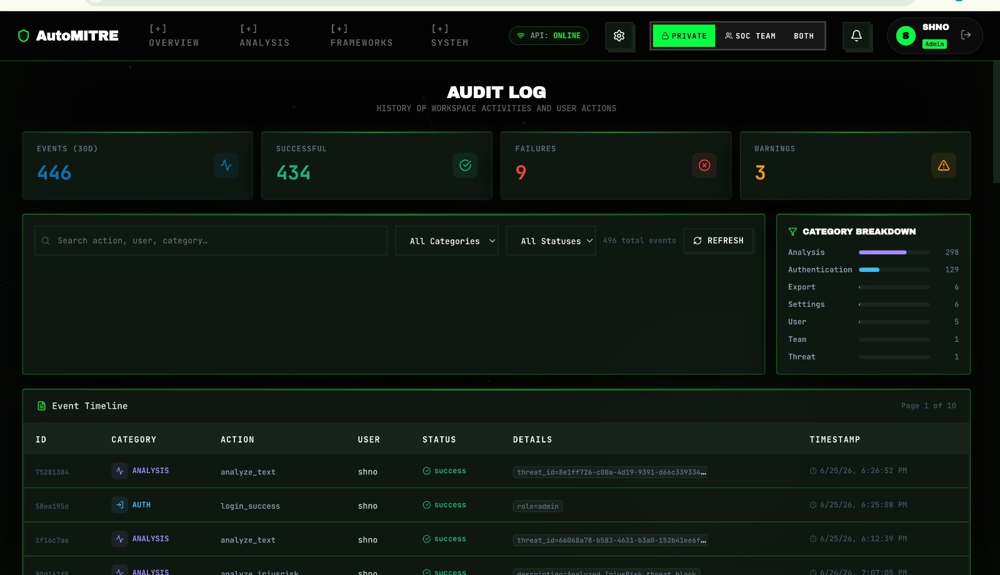 AutoMITRE
[+] OVERVIEW
[+] ANALYSIS
[+] FRAMEWORKS
[+] SYSTEM
API: ONLINE
PRIVATE
SOC TEAM
BOTH
S
SHNO
Admin
AUDIT LOG
HISTORY OF WORKSPACE ACTIVITIES AND USER ACTIONS
EVENTS (30D)
446
SUCCESSFUL
434
FAILURES
9
WARNINGS
3
Search action, user, category…
All Categories
All Statuses
496 total events
REFRESH
CATEGORY BREAKDOWN
Analysis 298
Authentication 129
Export 6
Settings 6
User 5
Team 1
Threat 1
Event Timeline
Page 1 of 10
ID CATEGORY ACTION USER STATUS DETAILS TIMESTAMP
75281384 ANALYSIS analyze_text shno success threat_id=8e1ff726-c00a-4d19-9391-d66c339334… 6/25/26, 6:26:52 PM
58ea195d AUTH login_success shno success role=admin 6/25/26, 6:25:08 PM
1f16c7ae ANALYSIS analyze_text shno success threat_id=66068a78-b583-4631-b3a0-152b41ee6f… 6/25/26, 6:12:39 PM
90d161f8 ANALYSIS analyze_iriusrisk shno success description=Analyzed IriusRisk threat block 6/24/26, 7:07:05 PM